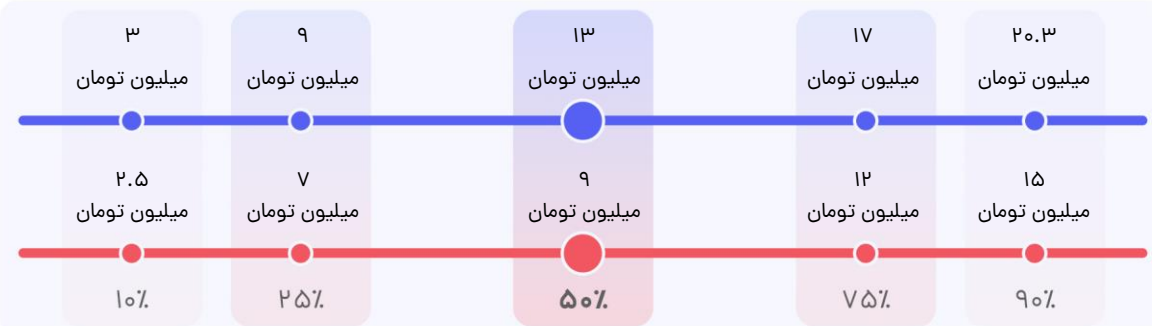 ۳ ۹ ۱۳ ۱۷ ۲۰.۳
میلیون تومان میلیون تومان میلیون تومان میلیون تومان میلیون تومان
۲.۵ ۷ ۹ ۱۲ ۱۵
میلیون تومان میلیون تومان میلیون تومان میلیون تومان میلیون تومان
۱۰٪ ۲۵٪ ۵۰٪ ۷۵٪ ۹۰٪